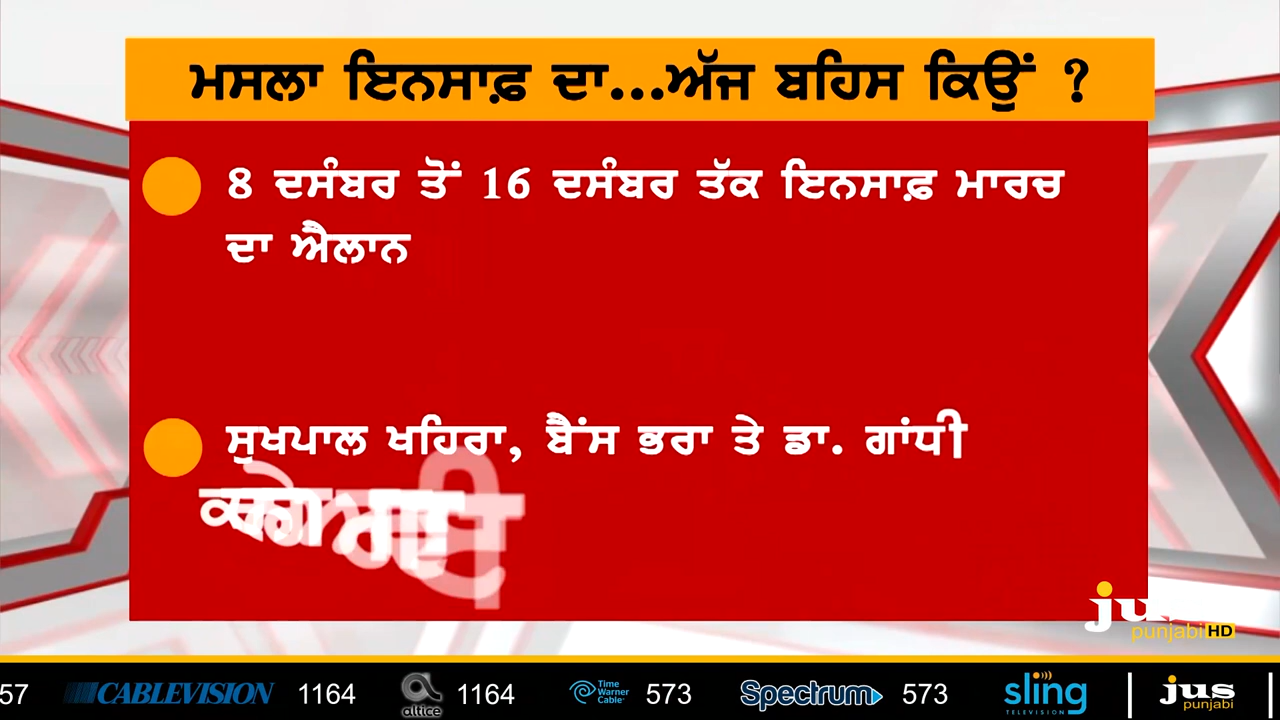 ਮਸਲਾ ਇਨਸਾਫ਼ ਦਾ...ਅੱਜ ਬਹਿਸ ਕਿਉਂ ?
8 ਦਸੰਬਰ ਤੋਂ 16 ਦਸੰਬਰ ਤੱਕ ਇਨਸਾਫ਼ ਮਾਰਚ
ਦਾ ਐਲਾਨ
ਸੁਖਪਾਲ ਖਹਿਰਾ, ਬੈਂਸ ਭਰਾ ਤੇ ਡਾ. ਗਾਂਧੀ
punjabi HD
57 CABLEVISION 1164 altice 1164 Time Warner Cable 573 Spectrum 573 sling TELEVISION jus punjabi